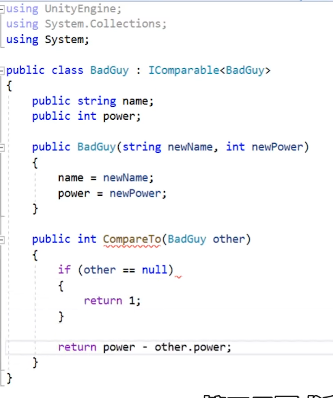 using UnityEngine;
using System.Collections;
using System;
public class BadGuy : IComparable<BadGuy>
{
public string name;
public int power;
public BadGuy(string newName, int newPower)
{
name = newName;
power = newPower;
}
public int CompareTo(BadGuy other)
{
if (other == null)
{
return 1;
}
return power - other.power;
}
}